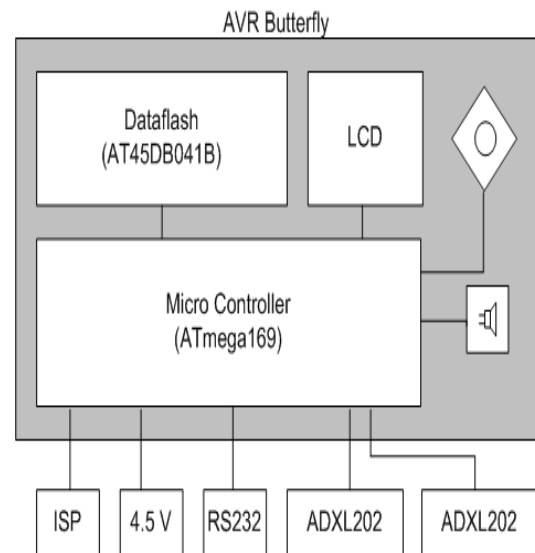 AVR Butterfly
Dataflash
(AT45DB041B)
LCD
Micro Controller
(ATmega169)
ISP
4.5 V
RS232
ADXL202
ADXL202